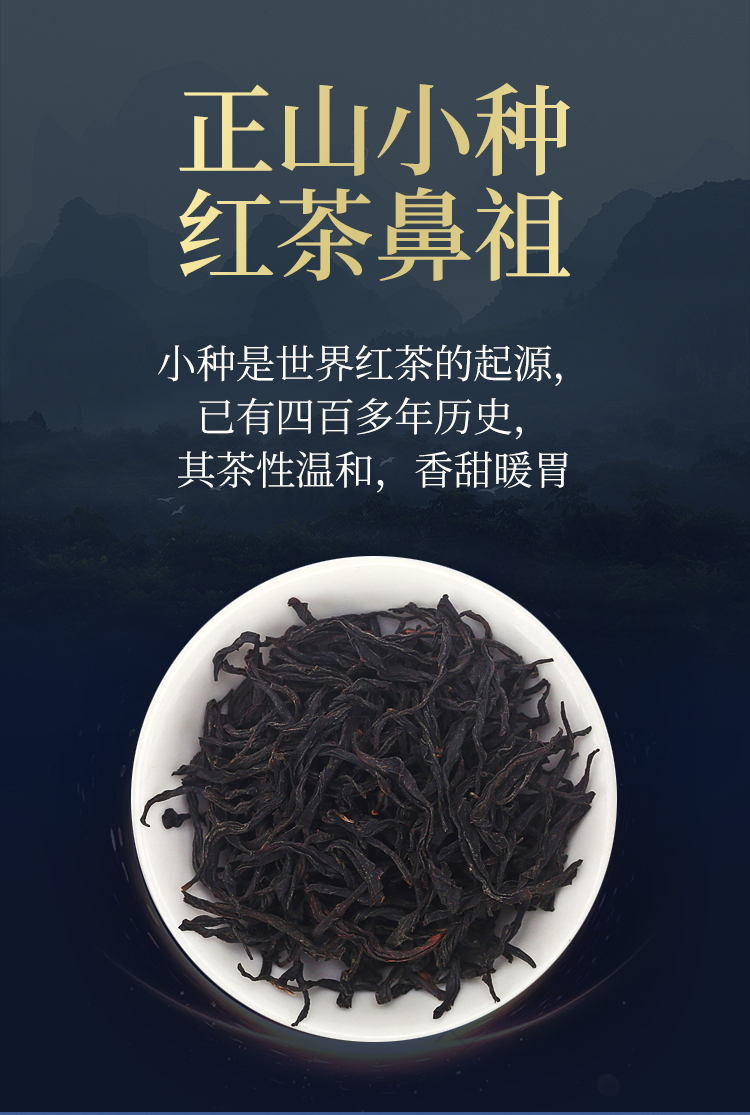 正山小种
红茶鼻祖
小种是世界红茶的起源，
已有四百多年历史，
其茶性温和，香甜暖胃